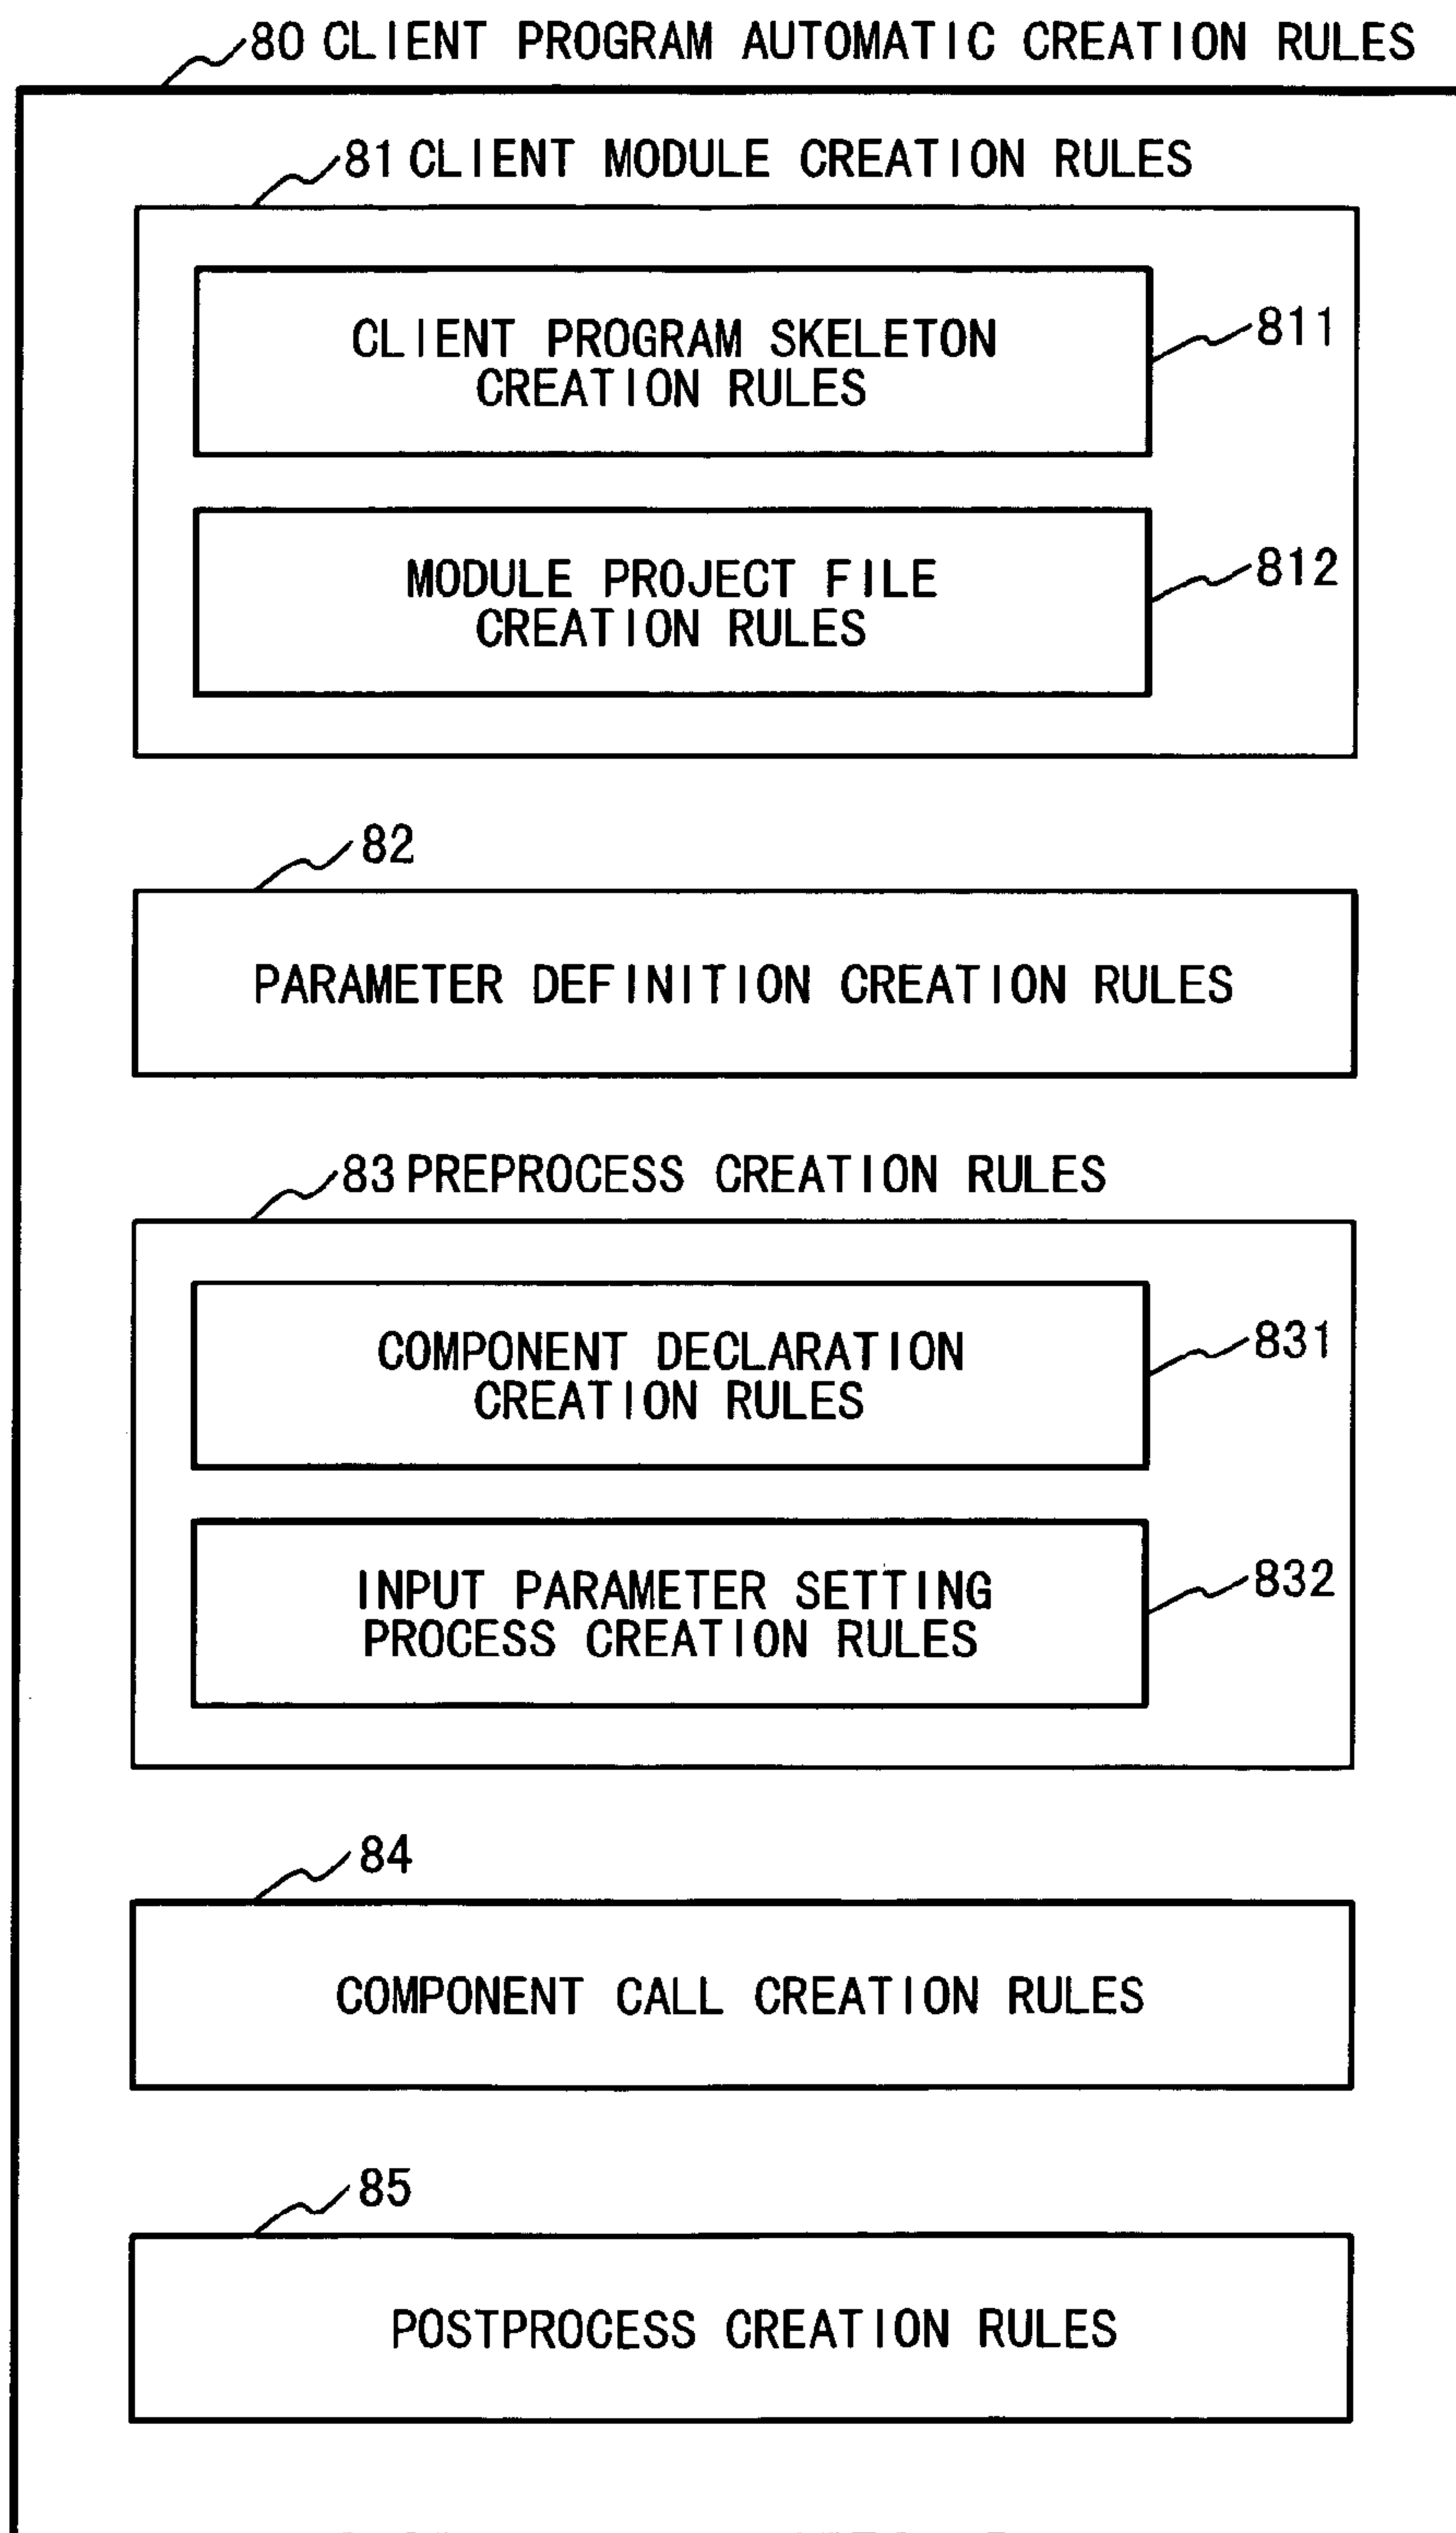 80 CLIENT PROGRAM AUTOMATIC CREATION RULES
81 CLIENT MODULE CREATION RULES
CLIENT PROGRAM SKELETON
CREATION RULES
811
MODULE PROJECT FILE
CREATION RULES
812
82
PARAMETER DEFINITION CREATION RULES
83 PREPROCESS CREATION RULES
COMPONENT DECLARATION
CREATION RULES
831
INPUT PARAMETER SETTING
PROCESS CREATION RULES
832
84
COMPONENT CALL CREATION RULES
85
POSTPROCESS CREATION RULES